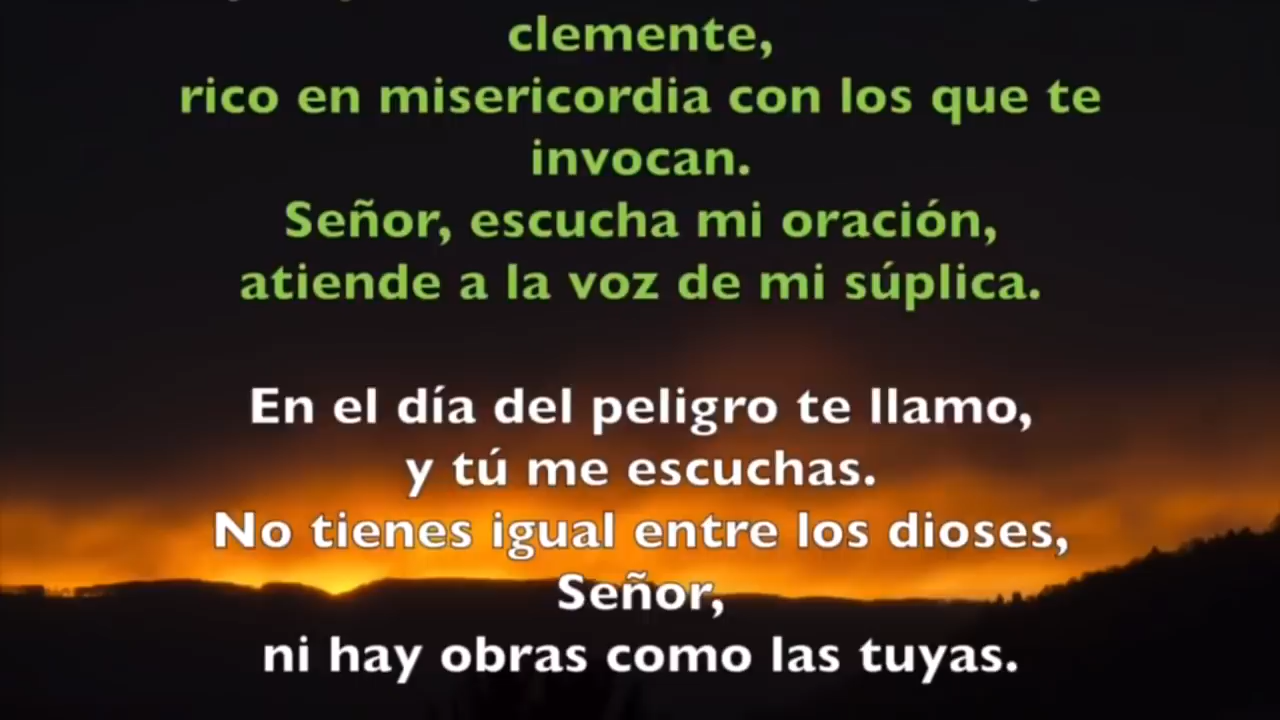 clemente,
rico en misericordia con los que te
invocan.
Señor, escucha mi oración,
atiende a la voz de mi súplica.
En el día del peligro te llamo,
y tú me escuchas.
No tienes igual entre los dioses,
Señor,
ni hay obras como las tuyas.